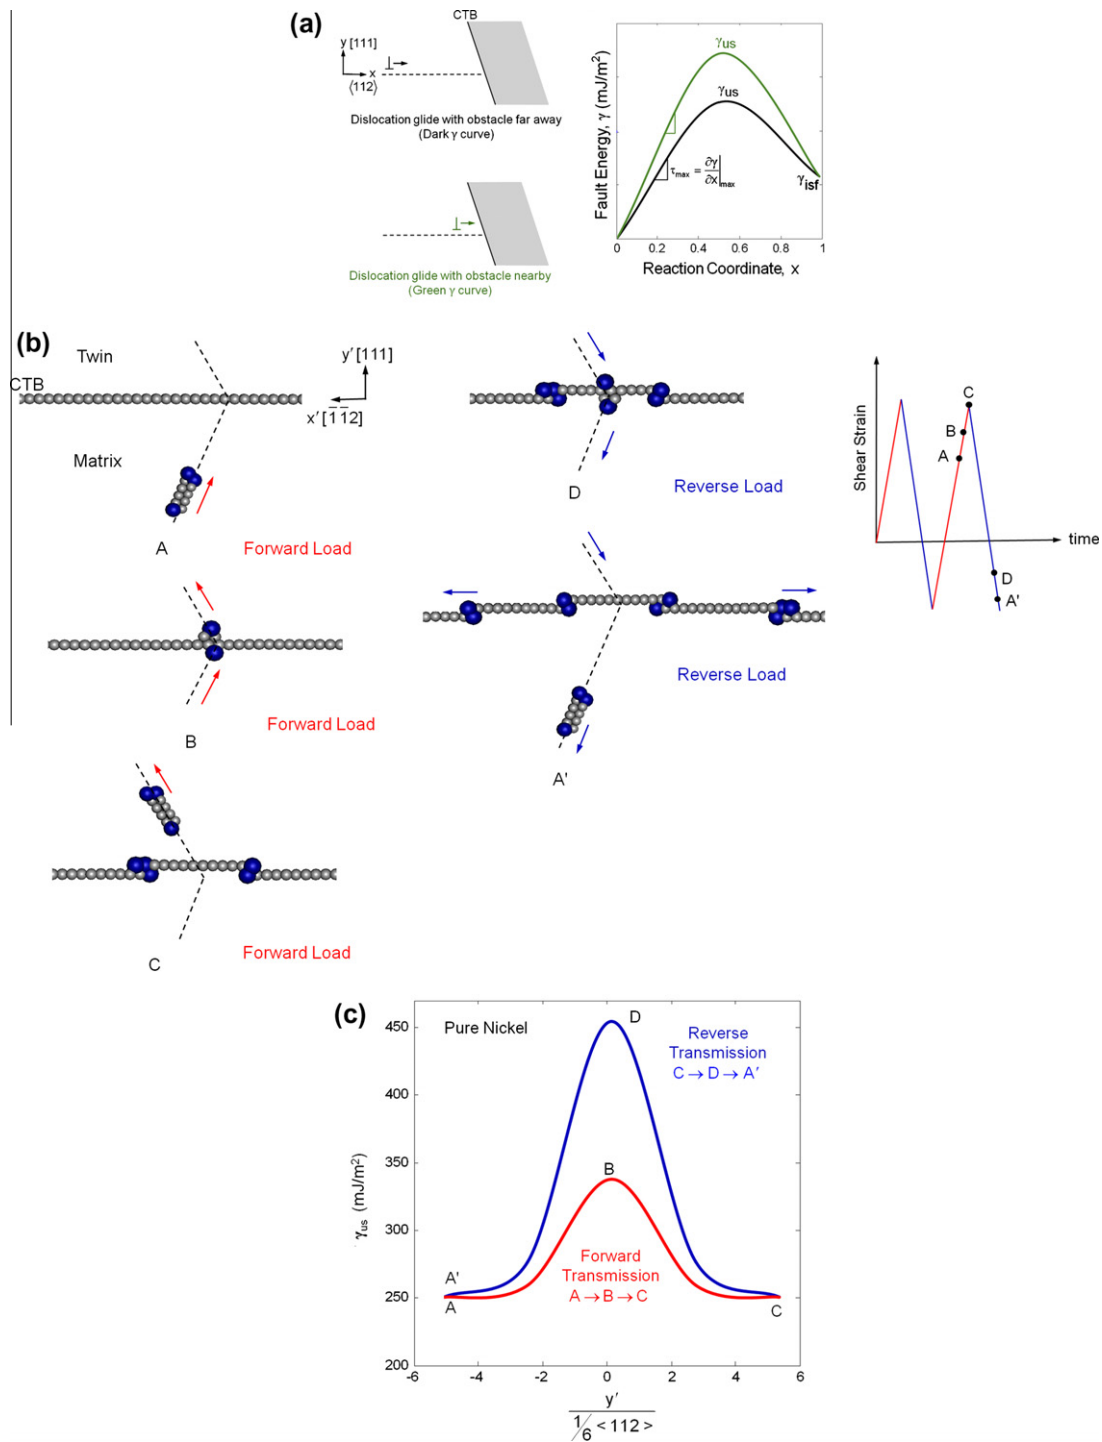 (a)
CTB
y [111]
x
⟨112⟩
Dislocation glide with obstacle far away
(Dark γ curve)
Dislocation glide with obstacle nearby
(Green γ curve)
Fault Energy, γ (mJ/m²)
γus
γus
τmax = ∂γ/∂x|max
γisf
0 0.2 0.4 0.6 0.8 1
Reaction Coordinate, x
(b)
Twin
CTB
y' [111]
x' [1̄1̄2]
Matrix
A
Forward Load
B
Forward Load
C
Forward Load
D
Reverse Load
A'
Reverse Load
Shear Strain
C
B
A
time
D
A'
(c)
Pure Nickel
D
Reverse
Transmission
C → D → A'
B
Forward
Transmission
A → B → C
A'
A
C
γus (mJ/m²)
450
400
350
300
250
200
-6 -4 -2 0 2 4 6
y'
1/6 <112>